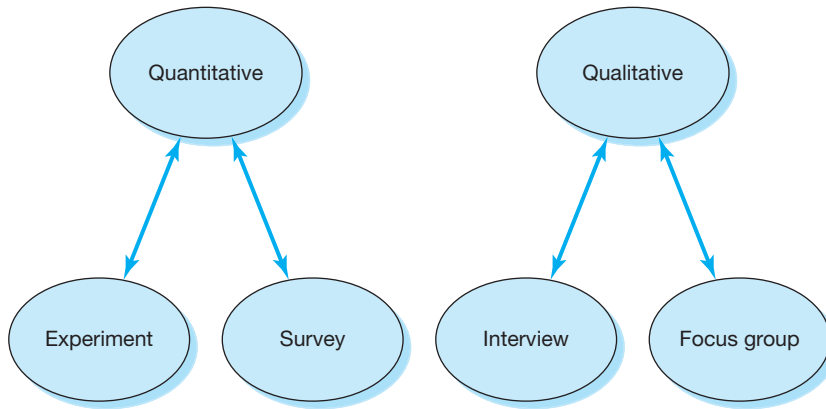 Quantitative
Qualitative
Experiment
Survey
Interview
Focus group